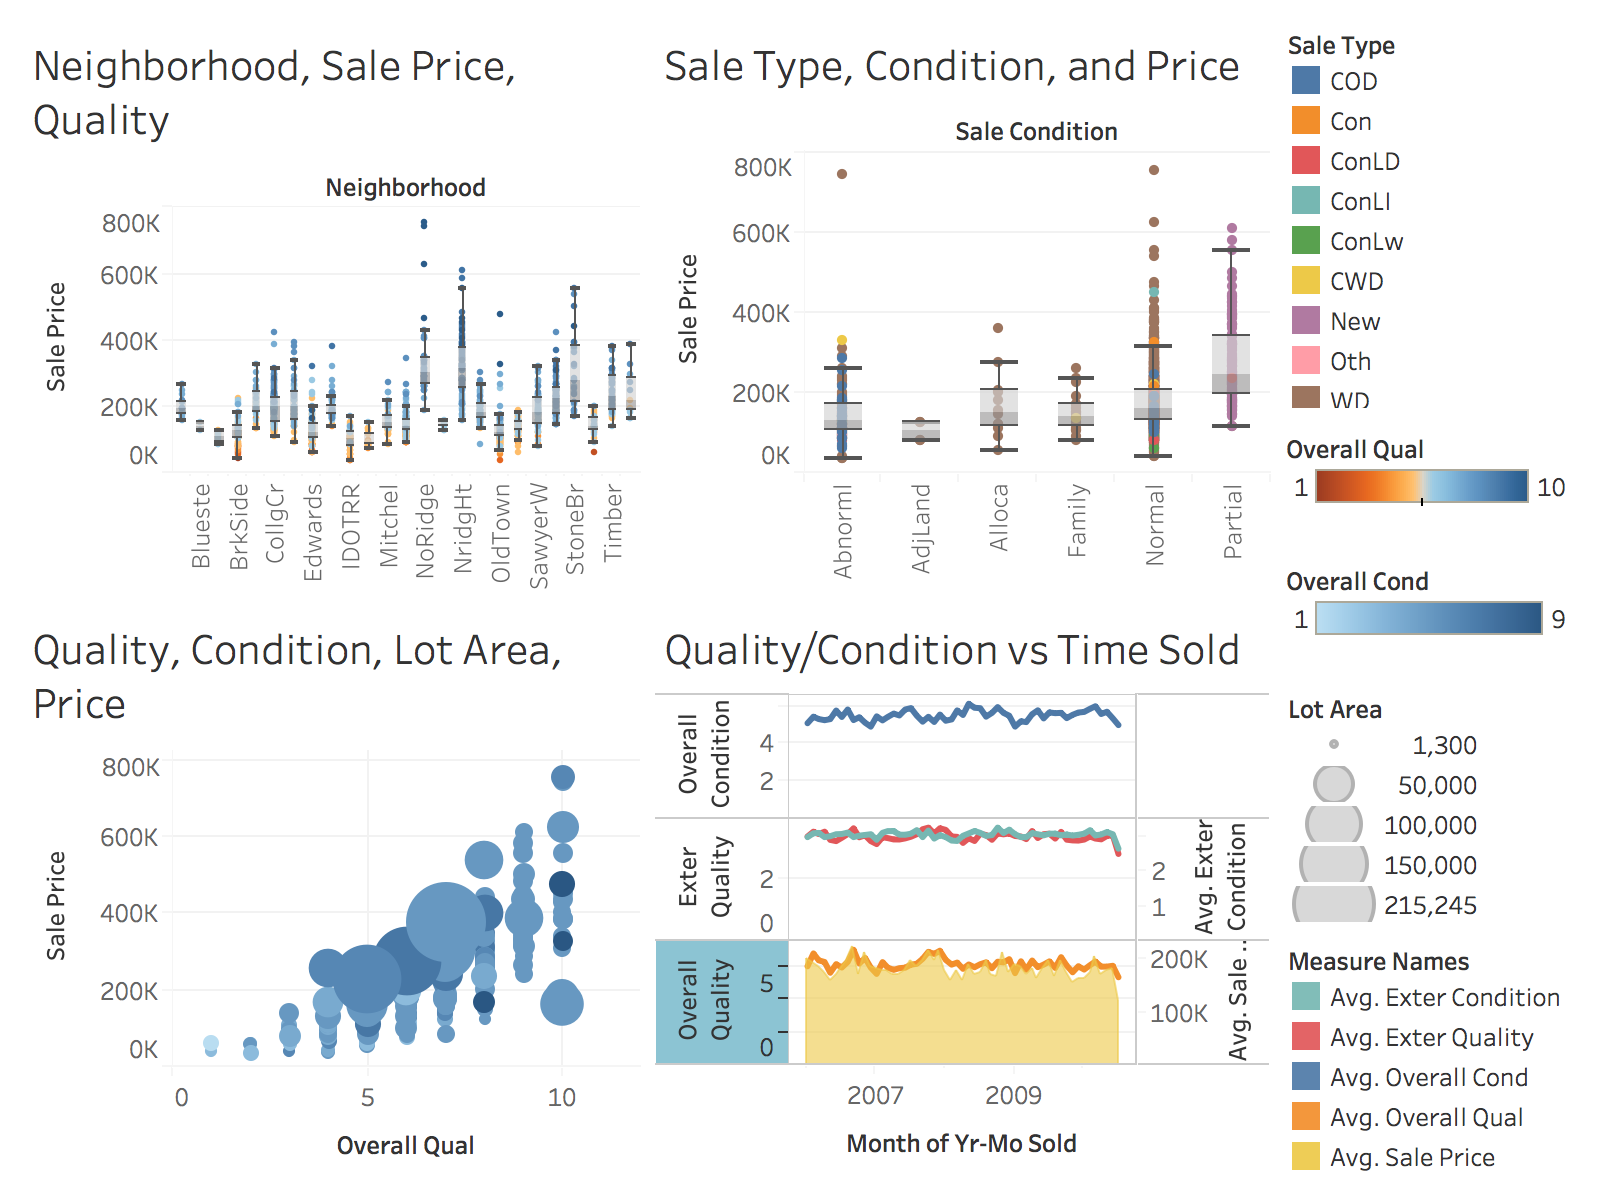 Neighborhood, Sale Price,
Quality
Neighborhood
Sale Price
800K
600K
400K
200K
0K
Blueste
BrkSide
CollgCr
Edwards
IDOTRR
Mitchel
NoRidge
NridgHt
OldTown
SawyerW
StoneBr
Timber
Sale Type, Condition, and Price
Sale Condition
Sale Price
800K
600K
400K
200K
0K
Abnorml
AdjLand
Alloca
Family
Normal
Partial
Sale Type
COD
Con
ConLD
ConLI
ConLw
CWD
New
Oth
WD
Overall Qual
1 10
Overall Cond
1 9
Quality, Condition, Lot Area,
Price
Sale Price
800K
600K
400K
200K
0K
0 5 10
Overall Qual
Quality/Condition vs Time Sold
Overall
Condition
4
2
Exter
Quality
2
0
Avg. Exter
Condition
2
1
Overall
Quality
5
0
Avg. Sale ..
200K
100K
2007 2009
Month of Yr-Mo Sold
Lot Area
1,300
50,000
100,000
150,000
215,245
Measure Names
Avg. Exter Condition
Avg. Exter Quality
Avg. Overall Cond
Avg. Overall Qual
Avg. Sale Price